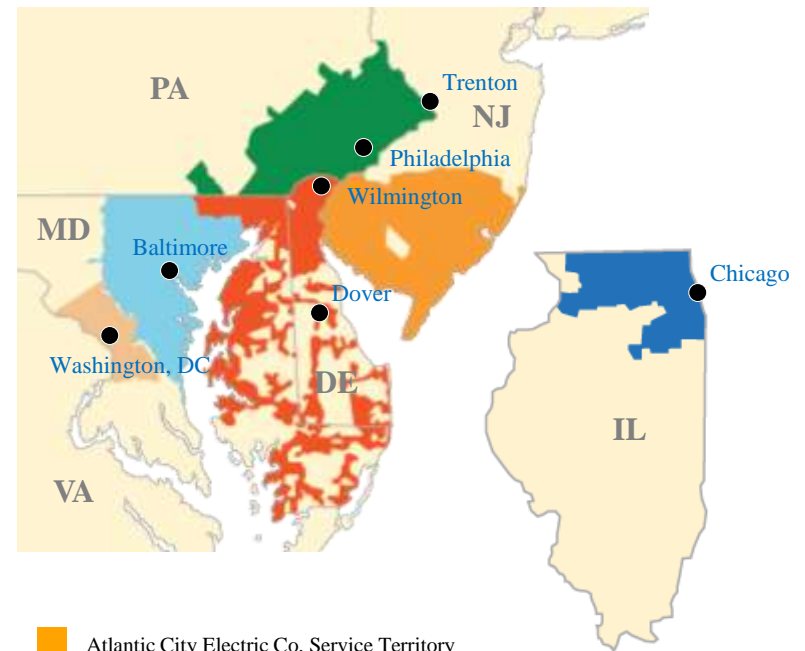 Trenton
PA
NJ
Philadelphia
Wilmington
MD
Baltimore
Chicago
Dover
Washington, DC
DE
IL
VA
Atlantic City Electric Co. Service Territory